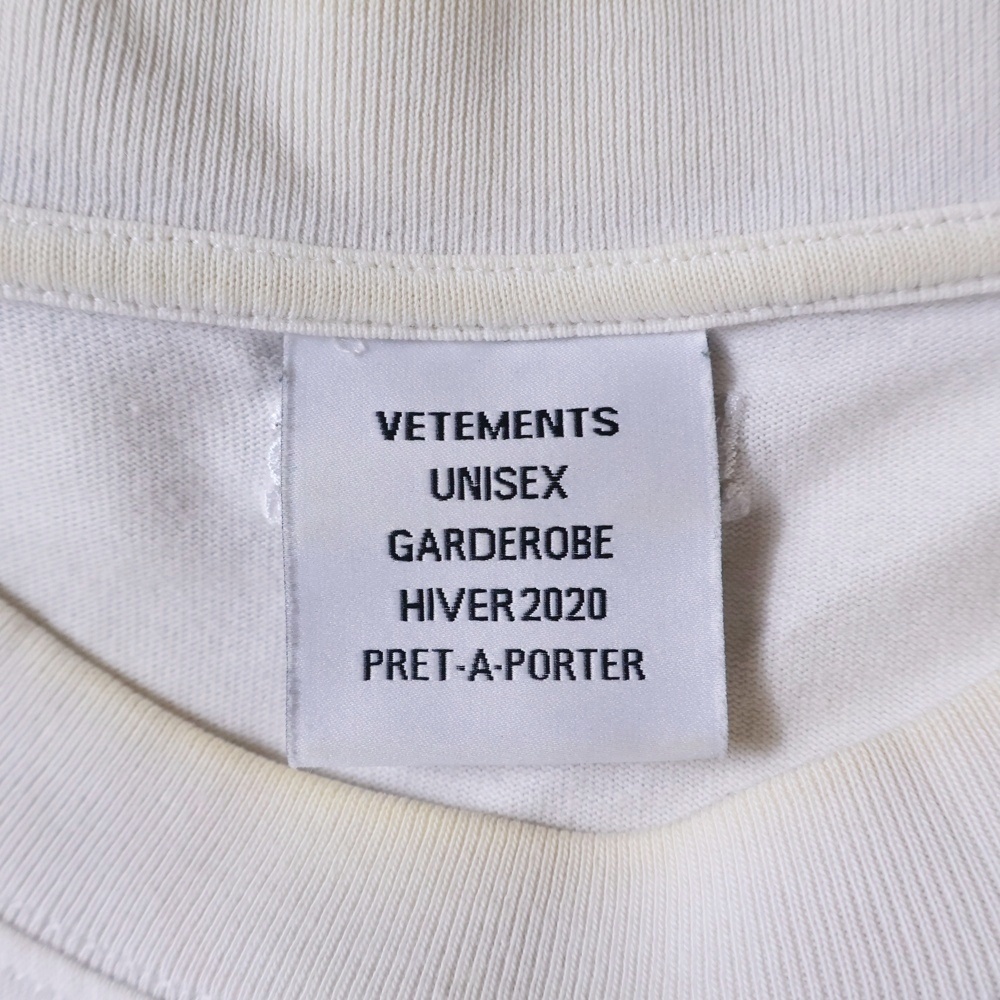 VETEMENTS
UNISEX
GARDEROBE
HIVER 2020
PRET-A-PORTER